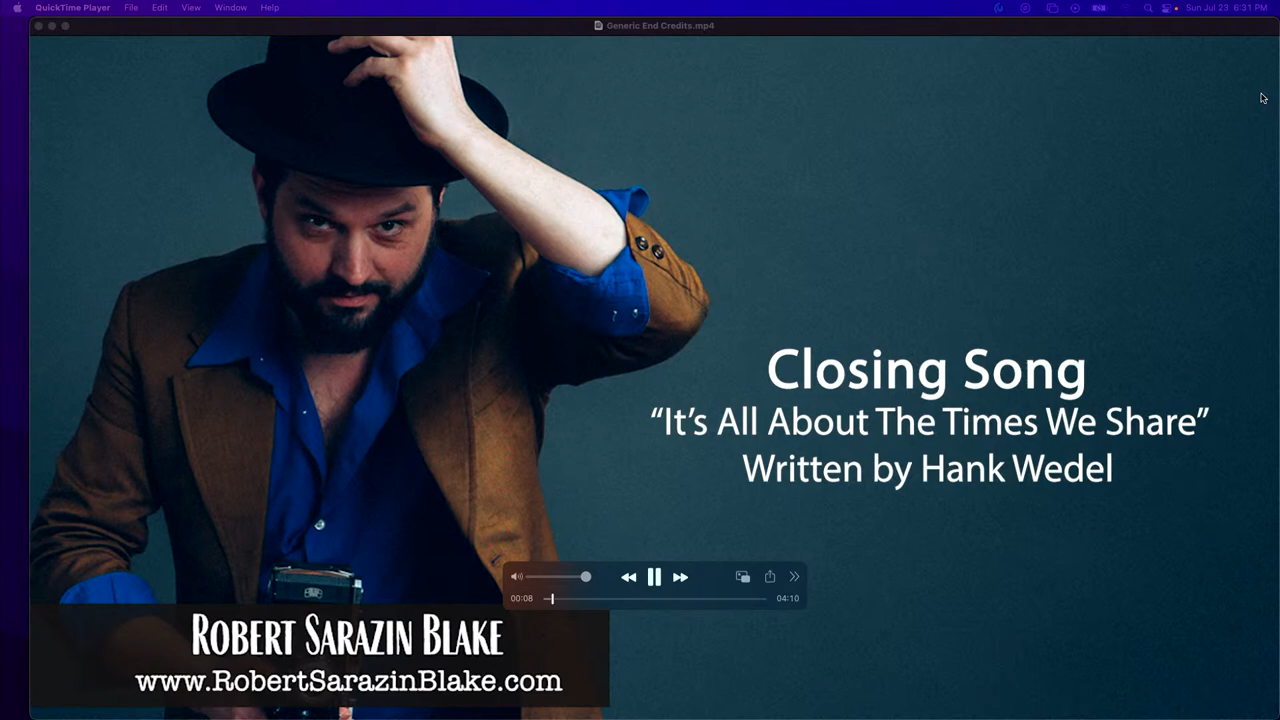 QuickTime Player File Edit View Window Help Sun Jul 23 6:31 PM
Generic End Credits.mp4
Closing Song
“It’s All About The Times We Share”
Written by Hank Wedel
00:08 04:10
ROBERT SARAZIN BLAKE
www.RobertSarazinBlake.com